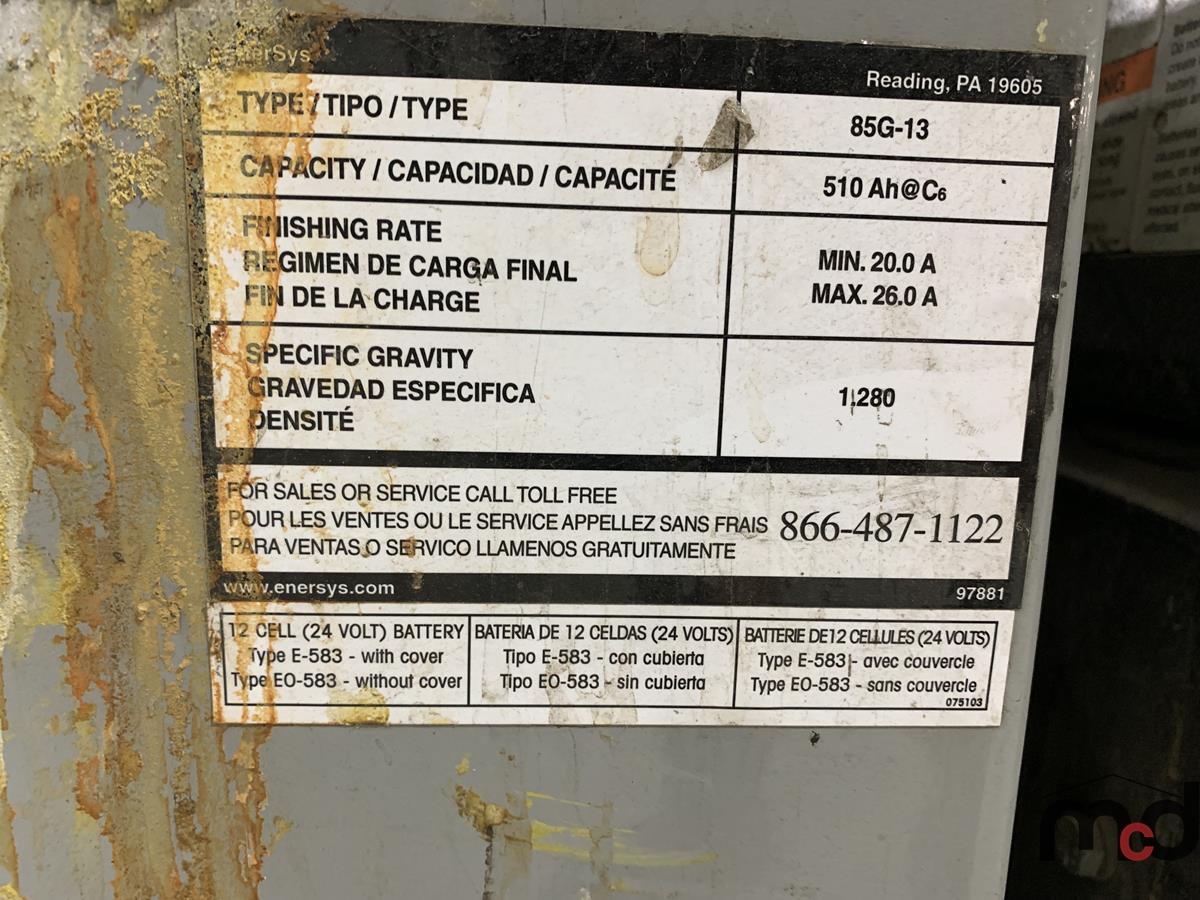 enerSys
Reading, PA 19605
TYPE / TIPO / TYPE
85G-13
CAPACITY / CAPACIDAD / CAPACITÉ
510 Ah@C6
FINISHING RATE
REGIMEN DE CARGA FINAL
FIN DE LA CHARGE
MIN. 20.0 A
MAX. 26.0 A
SPECIFIC GRAVITY
GRAVEDAD ESPECIFICA
DENSITÉ
1.280
FOR SALES OR SERVICE CALL TOLL FREE
POUR LES VENTES OU LE SERVICE APPELLEZ SANS FRAIS
PARA VENTAS O SERVICO LLAMENOS GRATUITAMENTE
866-487-1122
www.enersys.com
97881
12 CELL (24 VOLT) BATTERY
Type E-583 - with cover
Type EO-583 - without cover
BATERIA DE 12 CELDAS (24 VOLTS)
Tipo E-583 - con cubierta
Tipo EO-583 - sin cubierta
BATTERIE DE 12 CELLULES (24 VOLTS)
Type E-583 - avec couvercle
Type EO-583 - sans couvercle
075103
mcd